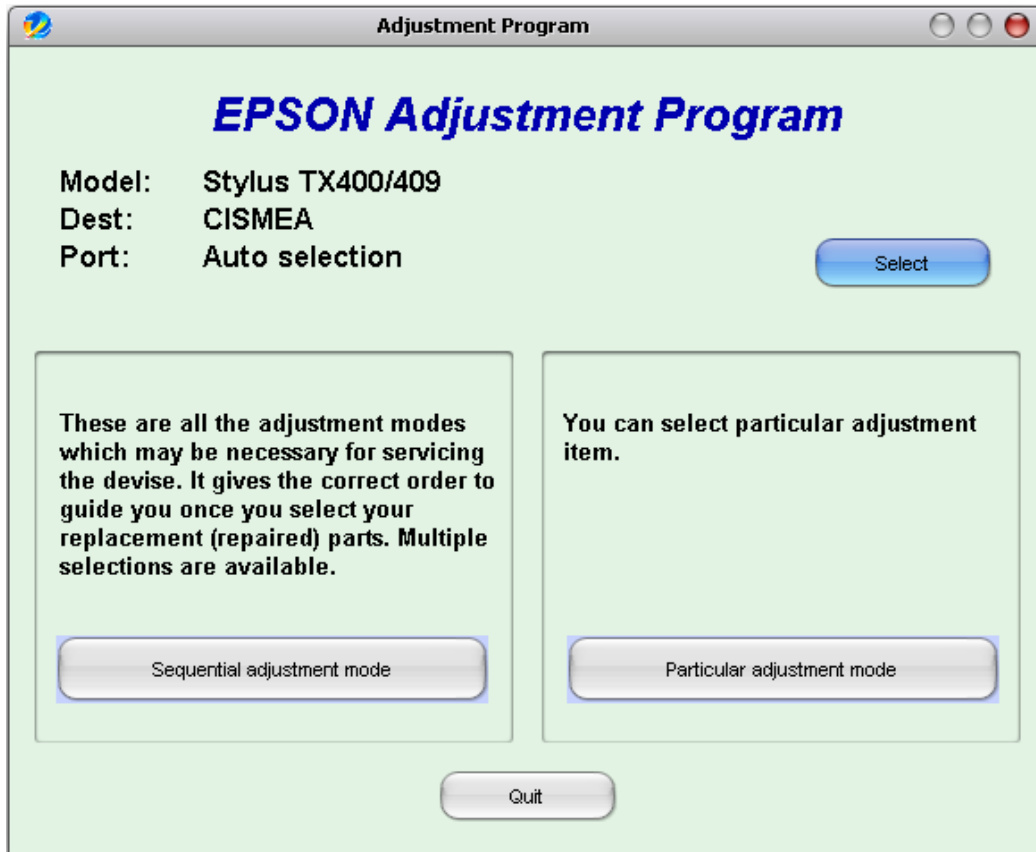 Adjustment Program
EPSON Adjustment Program
Model: Stylus TX400/409
Dest: CISMEA
Port: Auto selection
Select
These are all the adjustment modes
which may be necessary for servicing
the devise. It gives the correct order to
guide you once you select your
replacement (repaired) parts. Multiple
selections are available.
Sequential adjustment mode
You can select particular adjustment
item.
Particular adjustment mode
Quit